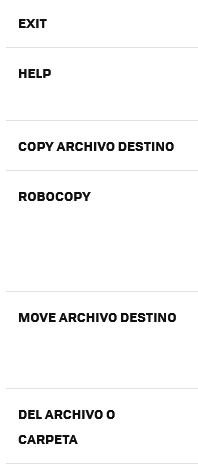 EXIT
HELP
COPY ARCHIVO DESTINO
ROBOCOPY
MOVE ARCHIVO DESTINO
DEL ARCHIVO O
CARPETA